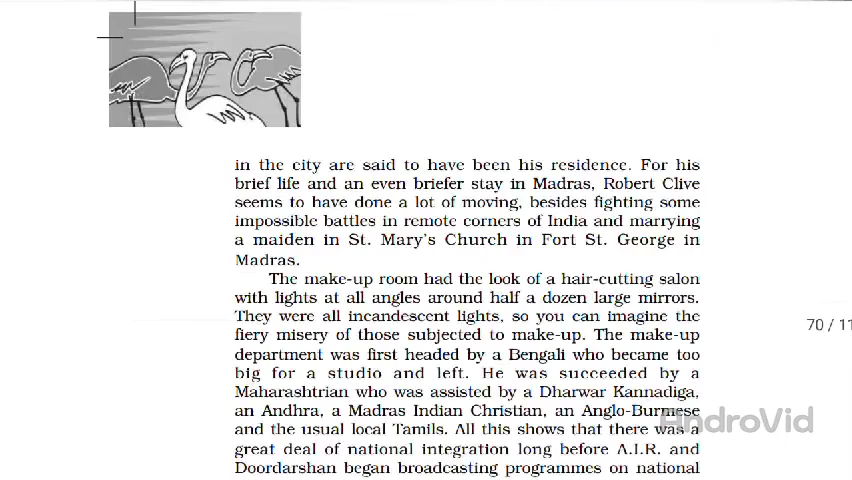 in the city are said to have been his residence. For his
brief life and an even briefer stay in Madras, Robert Clive
seems to have done a lot of moving, besides fighting some
impossible battles in remote corners of India and marrying
a maiden in St. Mary's Church in Fort St. George in
Madras.
The make-up room had the look of a hair-cutting salon
with lights at all angles around half a dozen large mirrors.
They were all incandescent lights, so you can imagine the
fiery misery of those subjected to make-up. The make-up
70 / 11
department was first headed by a Bengali who became too
big for a studio and left. He was succeeded by a
Maharashtrian who was assisted by a Dharwar Kannadiga,
an Andhra, a Madras Indian Christian, an Anglo-Burmese
and the usual local Tamils. All this shows that there was a
AndroVid
great deal of national integration long before A.I.R. and
Doordarshan began broadcasting programmes on national